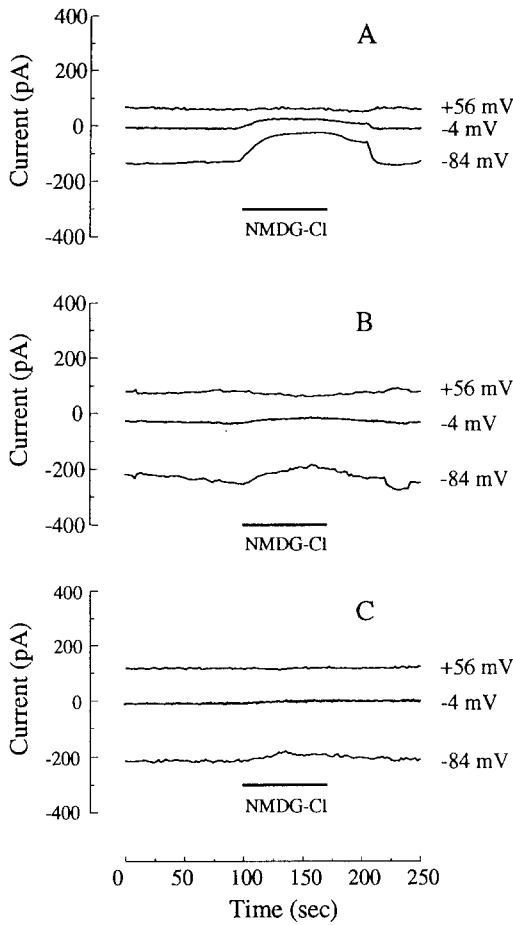 A
Current (pA)
400
200
0
-200
-400
+56 mV
-4 mV
-84 mV
NMDG-Cl
B
Current (pA)
400
200
0
-200
-400
+56 mV
-4 mV
-84 mV
NMDG-Cl
C
Current (pA)
400
200
0
-200
-400
+56 mV
-4 mV
-84 mV
NMDG-Cl
0 50 100 150 200 250
Time (sec)